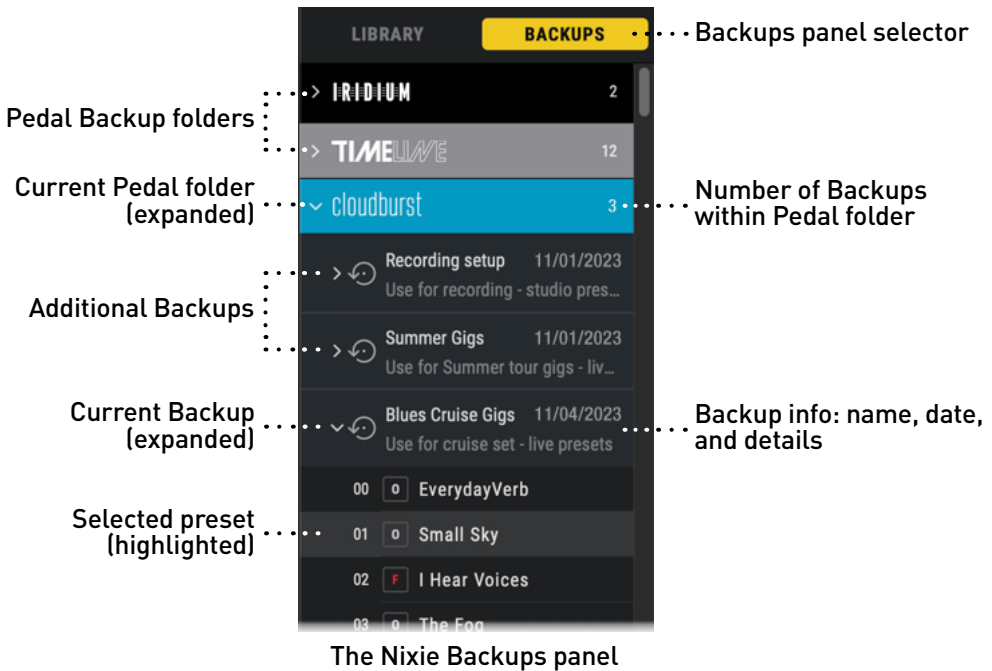 LIBRARY BACKUPS
Backups panel selector
IRIDIUM 2
Pedal Backup folders
TIMELINE 12
Current Pedal folder
(expanded)
cloudburst 3
Number of Backups
within Pedal folder
Recording setup 11/01/2023
Use for recording - studio pres...
Additional Backups
Summer Gigs 11/01/2023
Use for Summer tour gigs - liv...
Current Backup
(expanded)
Blues Cruise Gigs 11/04/2023
Use for cruise set - live presets
Backup info: name, date,
and details
00 O EverydayVerb
Selected preset
(highlighted)
01 O Small Sky
02 F I Hear Voices
03 O The Fog
The Nixie Backups panel